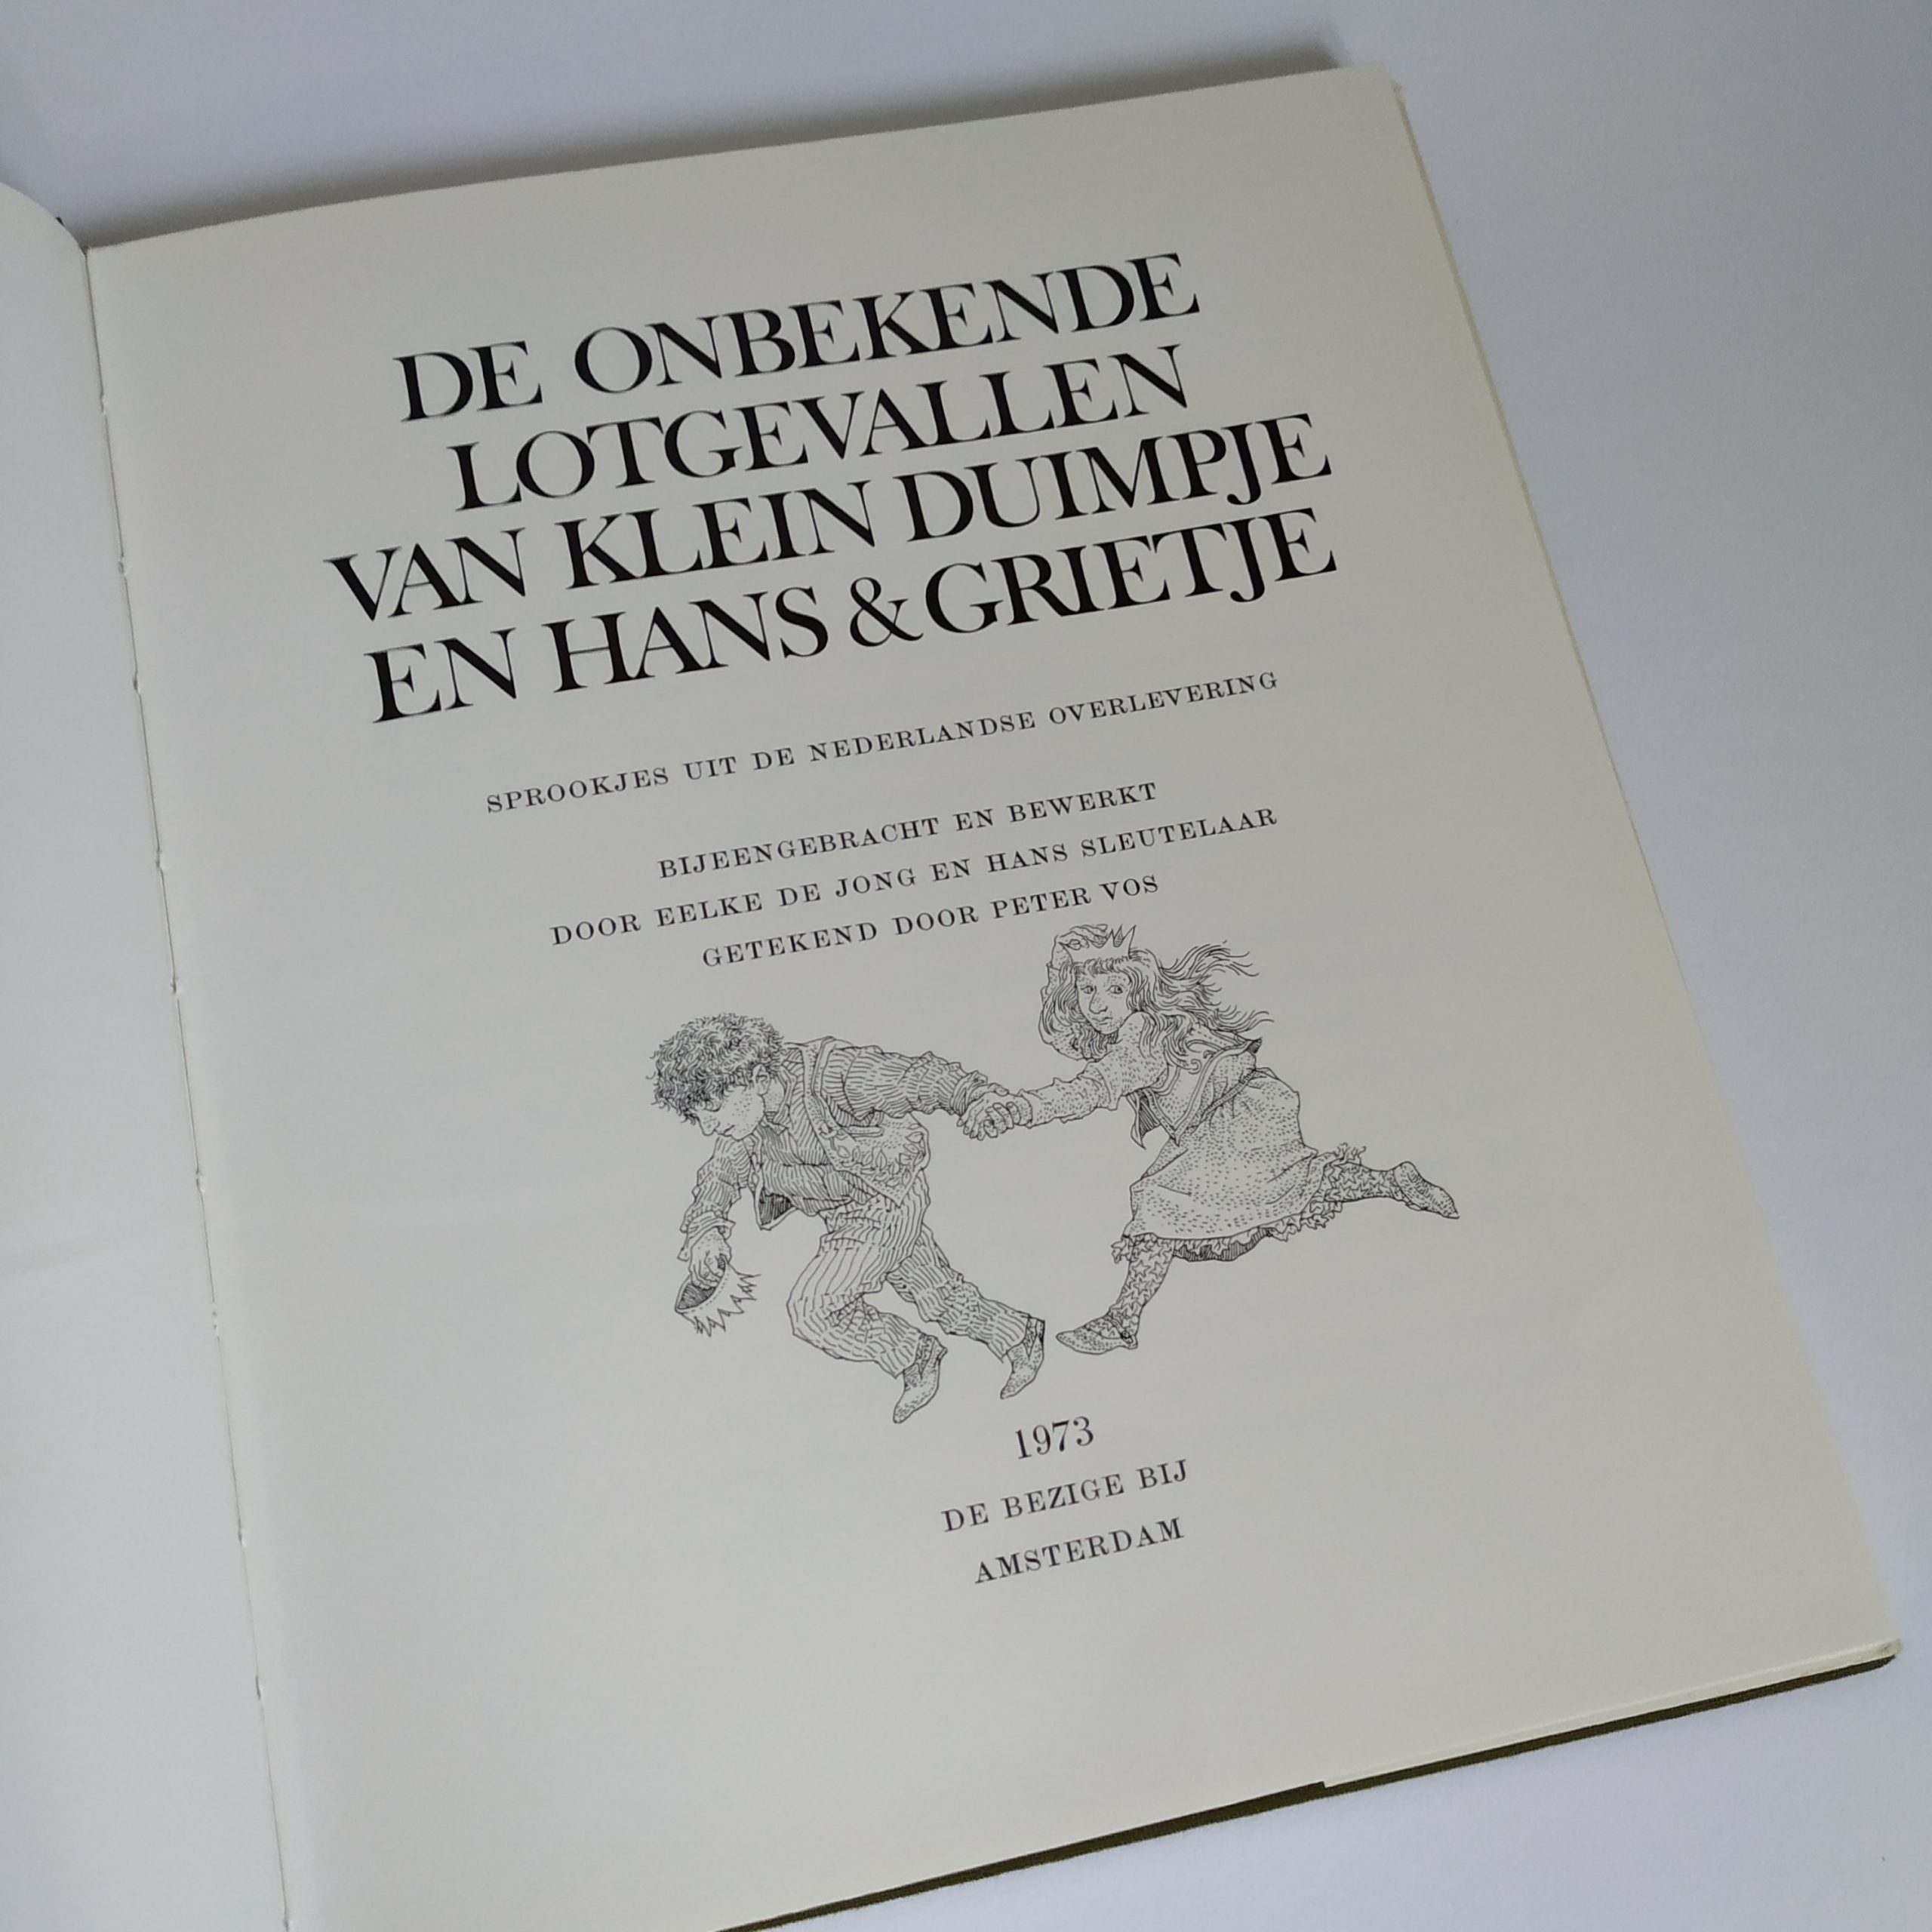 DE ONBEKENDE
LOTGEVALLEN
VAN KLEIN DUIMPJE
EN HANS & GRIETJE
SPROOKJES UIT DE NEDERLANDSE OVERLEVERING
BIJEENGEBRACHT EN BEWERKT
DOOR EELKE DE JONG EN HANS SLEUTELAAR
GETEKEND DOOR PETER VOS
1973
DE BEZIGE BIJ
AMSTERDAM